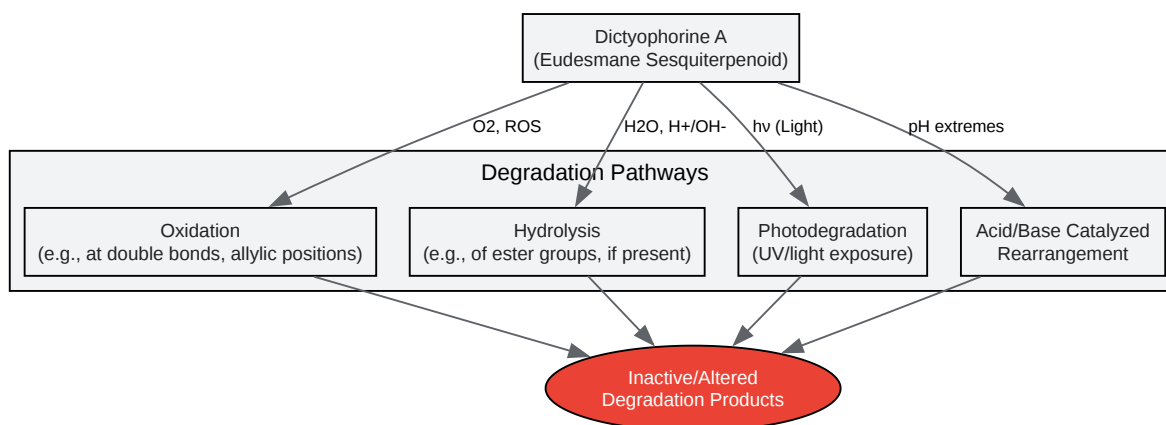 Dictyophorine A
(Eudesmane Sesquiterpenoid)
O2, ROS
H2O, H+/OH-
hν (Light)
pH extremes
Degradation Pathways
Oxidation
(e.g., at double bonds, allylic positions)
Hydrolysis
(e.g., of ester groups, if present)
Photodegradation
(UV/light exposure)
Acid/Base Catalyzed
Rearrangement
Inactive/Altered
Degradation Products